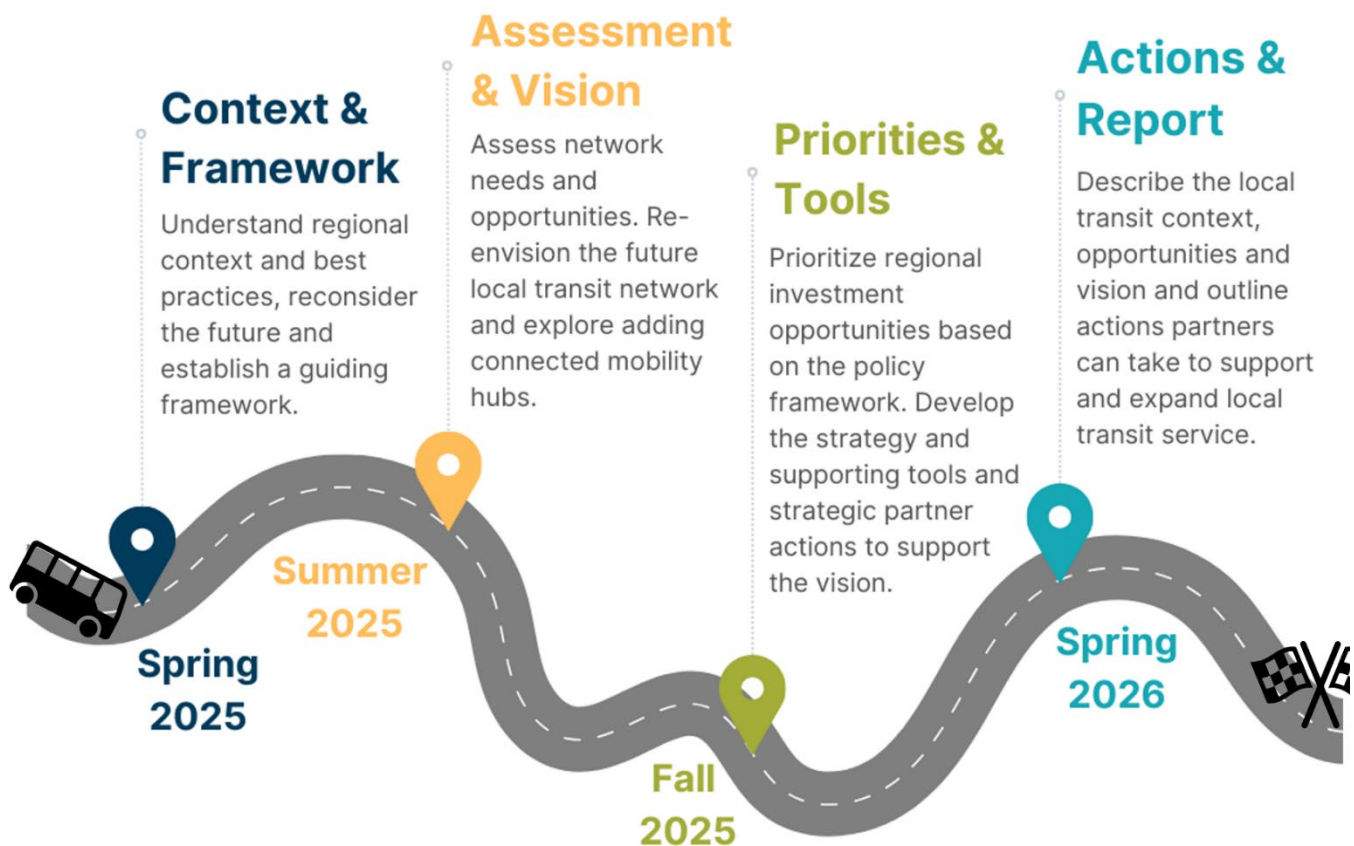 Context &
Framework
Understand regional
context and best
practices, reconsider
the future and
establish a guiding
framework.
Spring
2025
Assessment
& Vision
Assess network
needs and
opportunities. Re-
envision the future
local transit network
and explore adding
connected mobility
hubs.
Summer
2025
Priorities &
Tools
Prioritize regional
investment
opportunities based
on the policy
framework. Develop
the strategy and
supporting tools and
strategic partner
actions to support
the vision.
Fall
2025
Actions &
Report
Describe the local
transit context,
opportunities and
vision and outline
actions partners
can take to support
and expand local
transit service.
Spring
2026